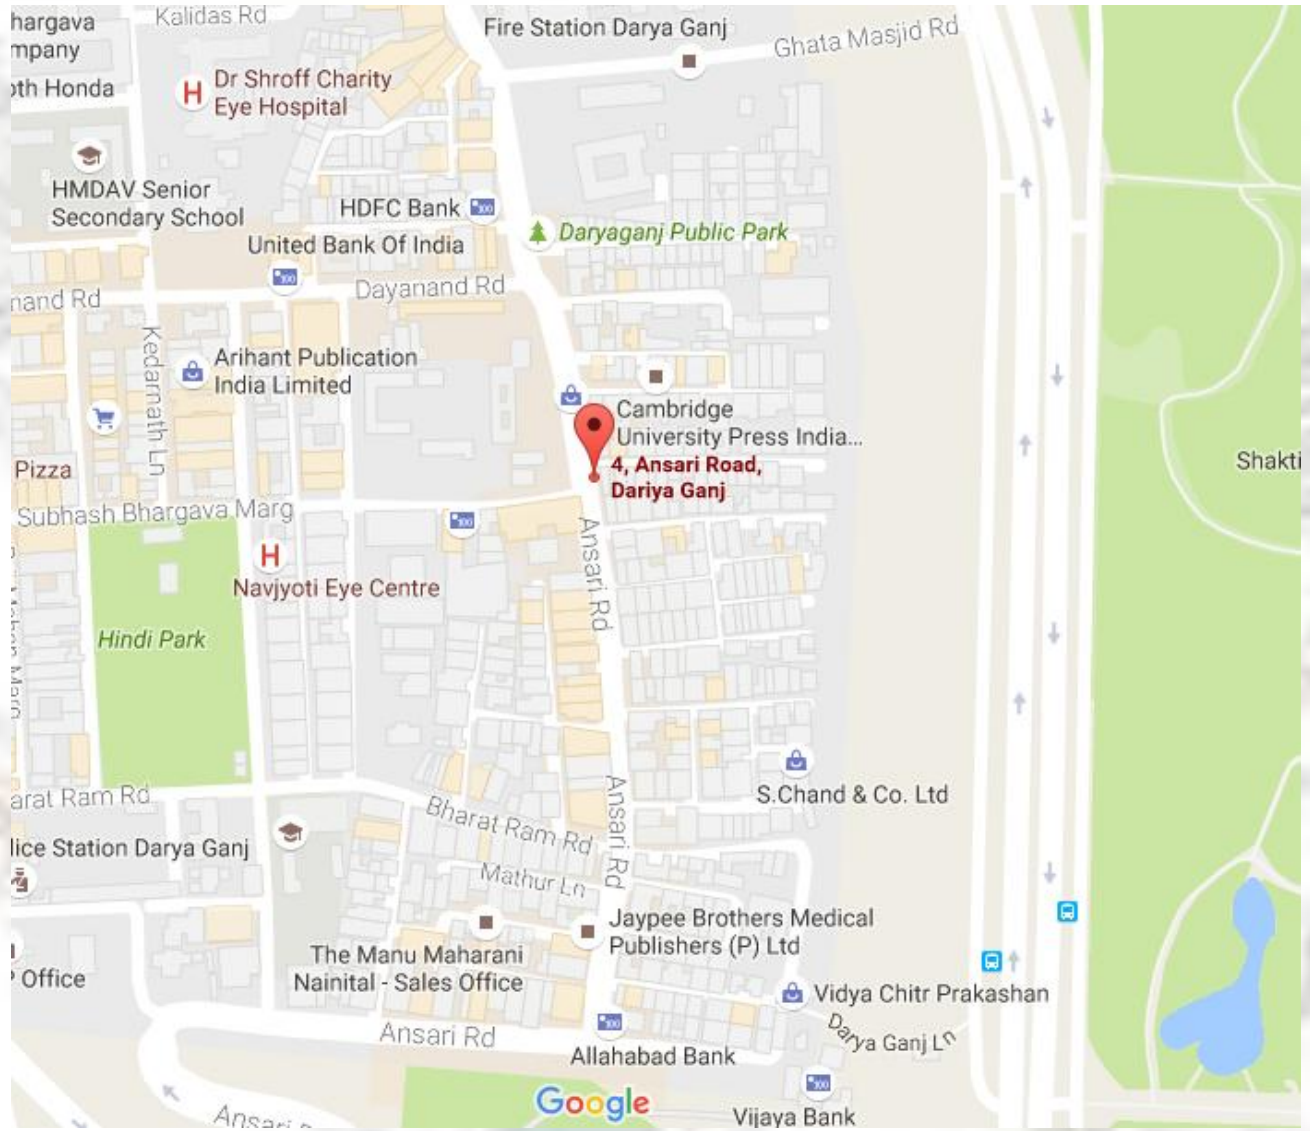 hargava
mpany
Kalidas Rd
Fire Station Darya Ganj
Ghata Masjid Rd
oth Honda
Dr Shroff Charity
Eye Hospital
HMDAV Senior
Secondary School
HDFC Bank
United Bank Of India
Daryaganj Public Park
Dayanand Rd
nand Rd
Kedarnath Ln
Arihant Publication
India Limited
Cambridge
University Press India...
4, Ansari Road,
Dariya Ganj
Pizza
Shakti
Subhash Bhargava Marg
Ansari Rd
Navjyoti Eye Centre
Hindi Park
Marg
S.Chand & Co. Ltd
arat Ram Rd
Bharat Ram Rd
Ansari Rd
lice Station Darya Ganj
Mathur Ln
Jaypee Brothers Medical
Publishers (P) Ltd
The Manu Maharani
Nainital - Sales Office
P Office
Vidya Chitr Prakashan
Darya Ganj Ln
Ansari Rd
Allahabad Bank
Google
Vijaya Bank
Ansari R